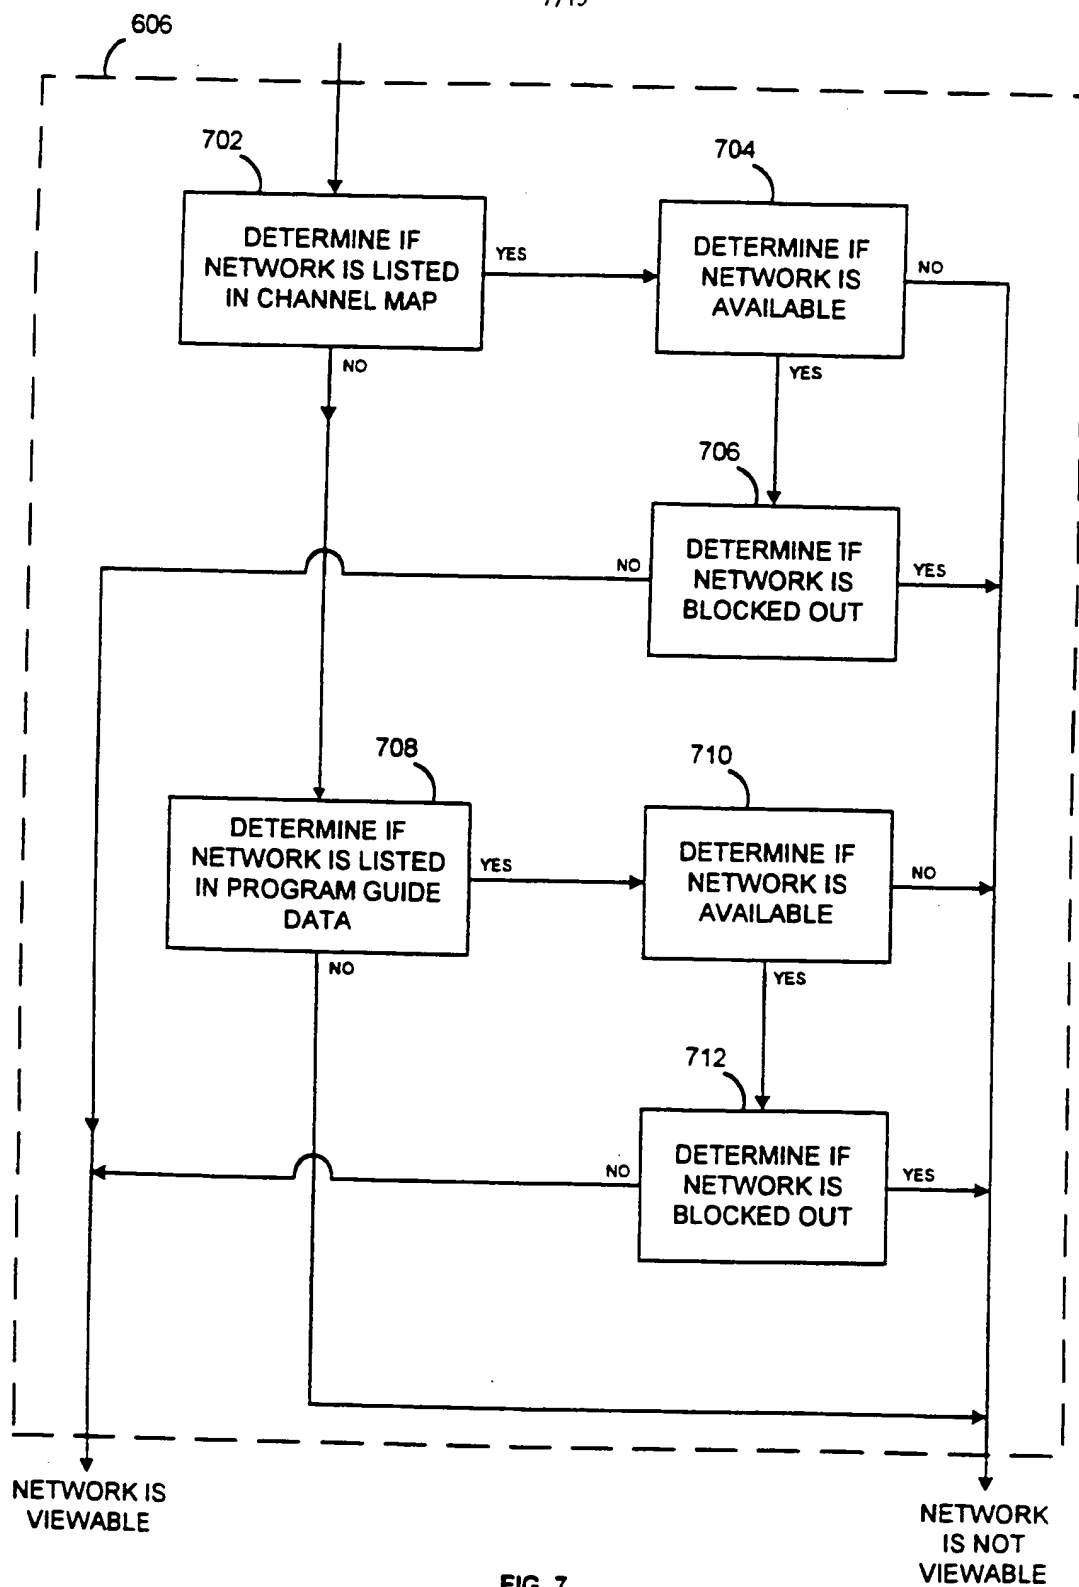 606
702
704
DETERMINE IF
NETWORK IS LISTED
IN CHANNEL MAP
YES
DETERMINE IF
NETWORK IS
AVAILABLE
NO
NO
YES
706
NO
DETERMINE IF
NETWORK IS
BLOCKED OUT
YES
708
710
DETERMINE IF
NETWORK IS LISTED
IN PROGRAM GUIDE
DATA
YES
DETERMINE IF
NETWORK IS
AVAILABLE
NO
NO
YES
712
NO
DETERMINE IF
NETWORK IS
BLOCKED OUT
YES
NETWORK IS
VIEWABLE
NETWORK
IS NOT
VIEWABLE
FIG. 7